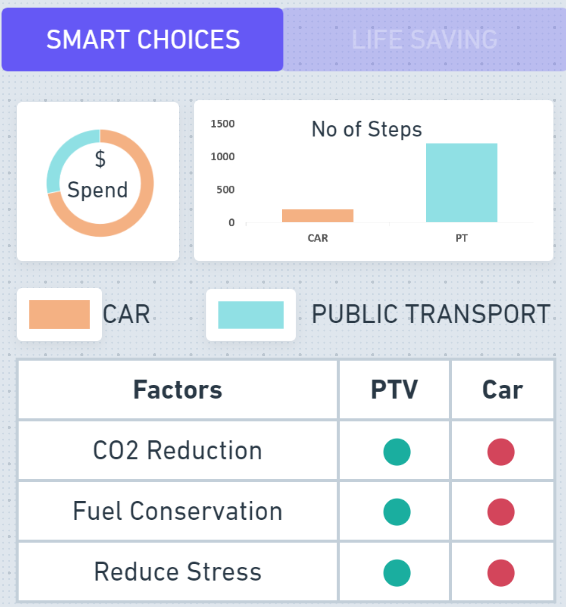 SMART CHOICES
LIFE SAVING
$
Spend
No of Steps
1500
1000
500
0
CAR
PT
CAR
PUBLIC TRANSPORT
Factors PTV Car
CO2 Reduction
Fuel Conservation
Reduce Stress